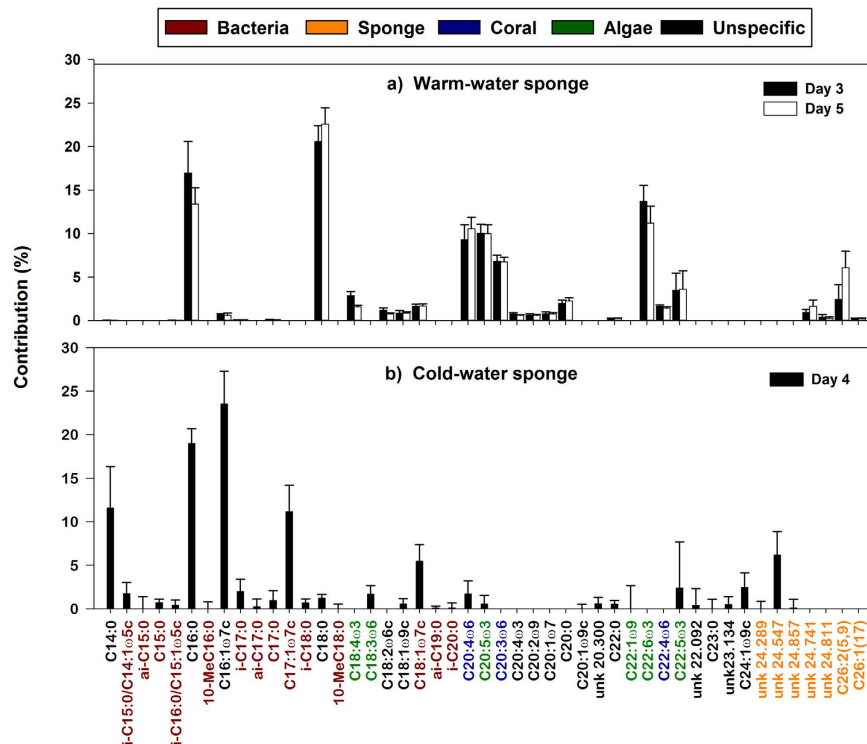 Bacteria Sponge Coral Algae Unspecific
a) Warm-water sponge
Day 3
Day 5
30
25
20
15
10
5
0
Contribution (%)
b) Cold-water sponge
Day 4
30
25
20
15
10
5
0
C14:0
i-C15:0/C14:1ω5c
ai-C15:0
C15:0
i-C16:0/C15:1ω5c
C16:0
10-MeC16:0
C16:1ω7c
i-C17:0
ai-C17:0
C17:0
C17:1ω7c
i-C18:0
C18:0
10-MeC18:0
C18:4ω3
C18:3ω6
C18:2ω6c
C18:1ω9c
C18:1ω7c
ai-C19:0
i-C20:0
C20:4ω6
C20:5ω3
C20:3ω6
C20:4ω3
C20:2ω9
C20:1ω7
C20:0
C20:1ω9c
unk 20.300
C22:0
C22:1ω9
C22:6ω3
C22:4ω6
C22:5ω3
unk 22.092
C23:0
unk23.134
C24:1ω9c
unk 24.289
unk 24.547
unk 24.857
unk 24.741
unk 24.811
C26:2(5,9)
C26:1(17)